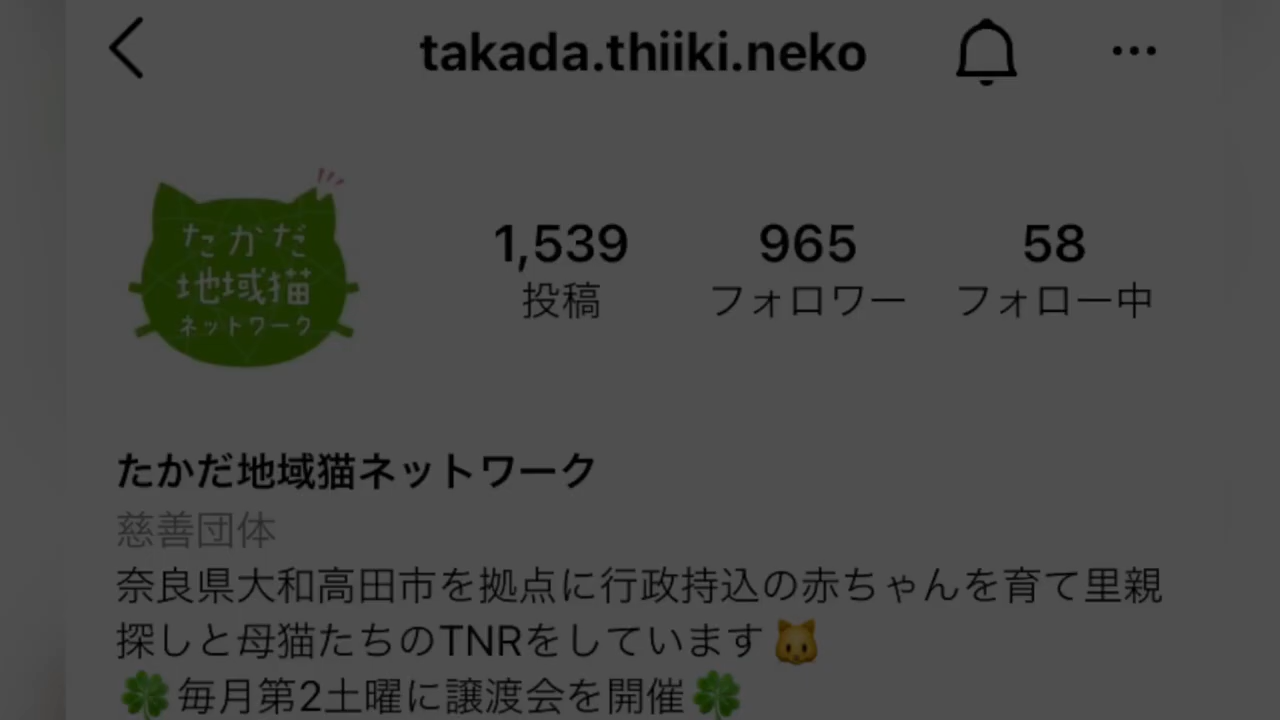 takada.thiiki.neko
たかだ
地域猫
ネットワーク
1,539 965 58
投稿 フォロワー フォロー中
たかだ地域猫ネットワーク
慈善団体
奈良県大和高田市を拠点に行政持込の赤ちゃんを育て里親
探しと母猫たちのTNRをしています🐱
🍀毎月第2土曜に譲渡会を開催🍀